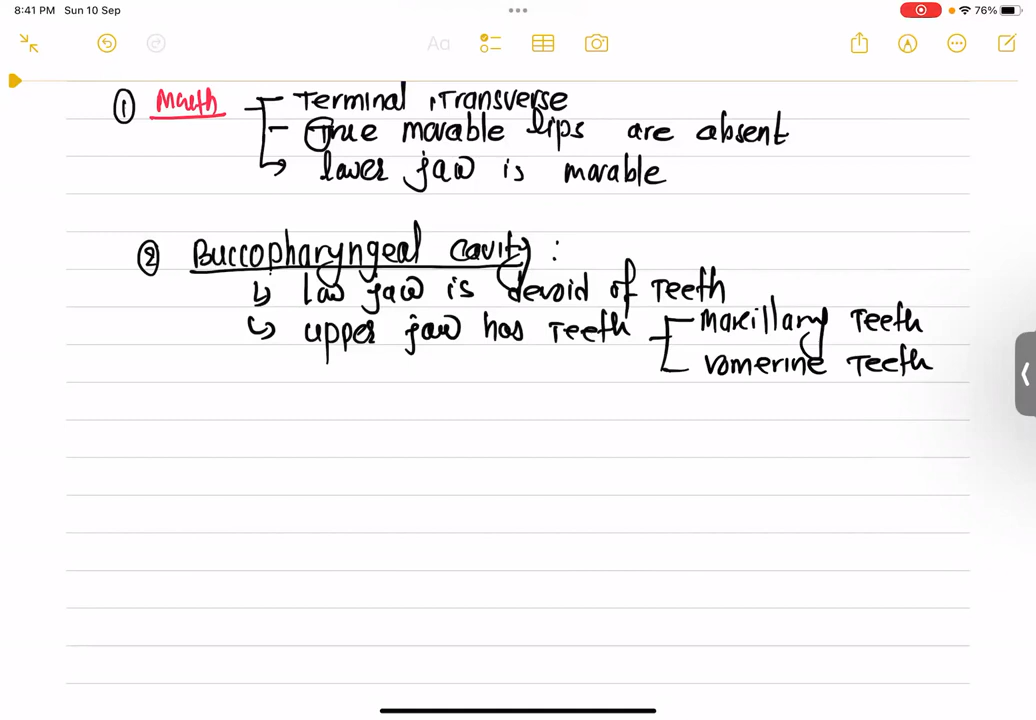 8:41 PM Sun 10 Sep
76%
Aa
① Mouth Terminal, Transverse
True movable lips are absent
lower jaw is movable
② Buccopharyngeal cavity :
Low jaw is devoid of Teeth
upper jaw has Teeth
maxillary Teeth
vomerine Teeth